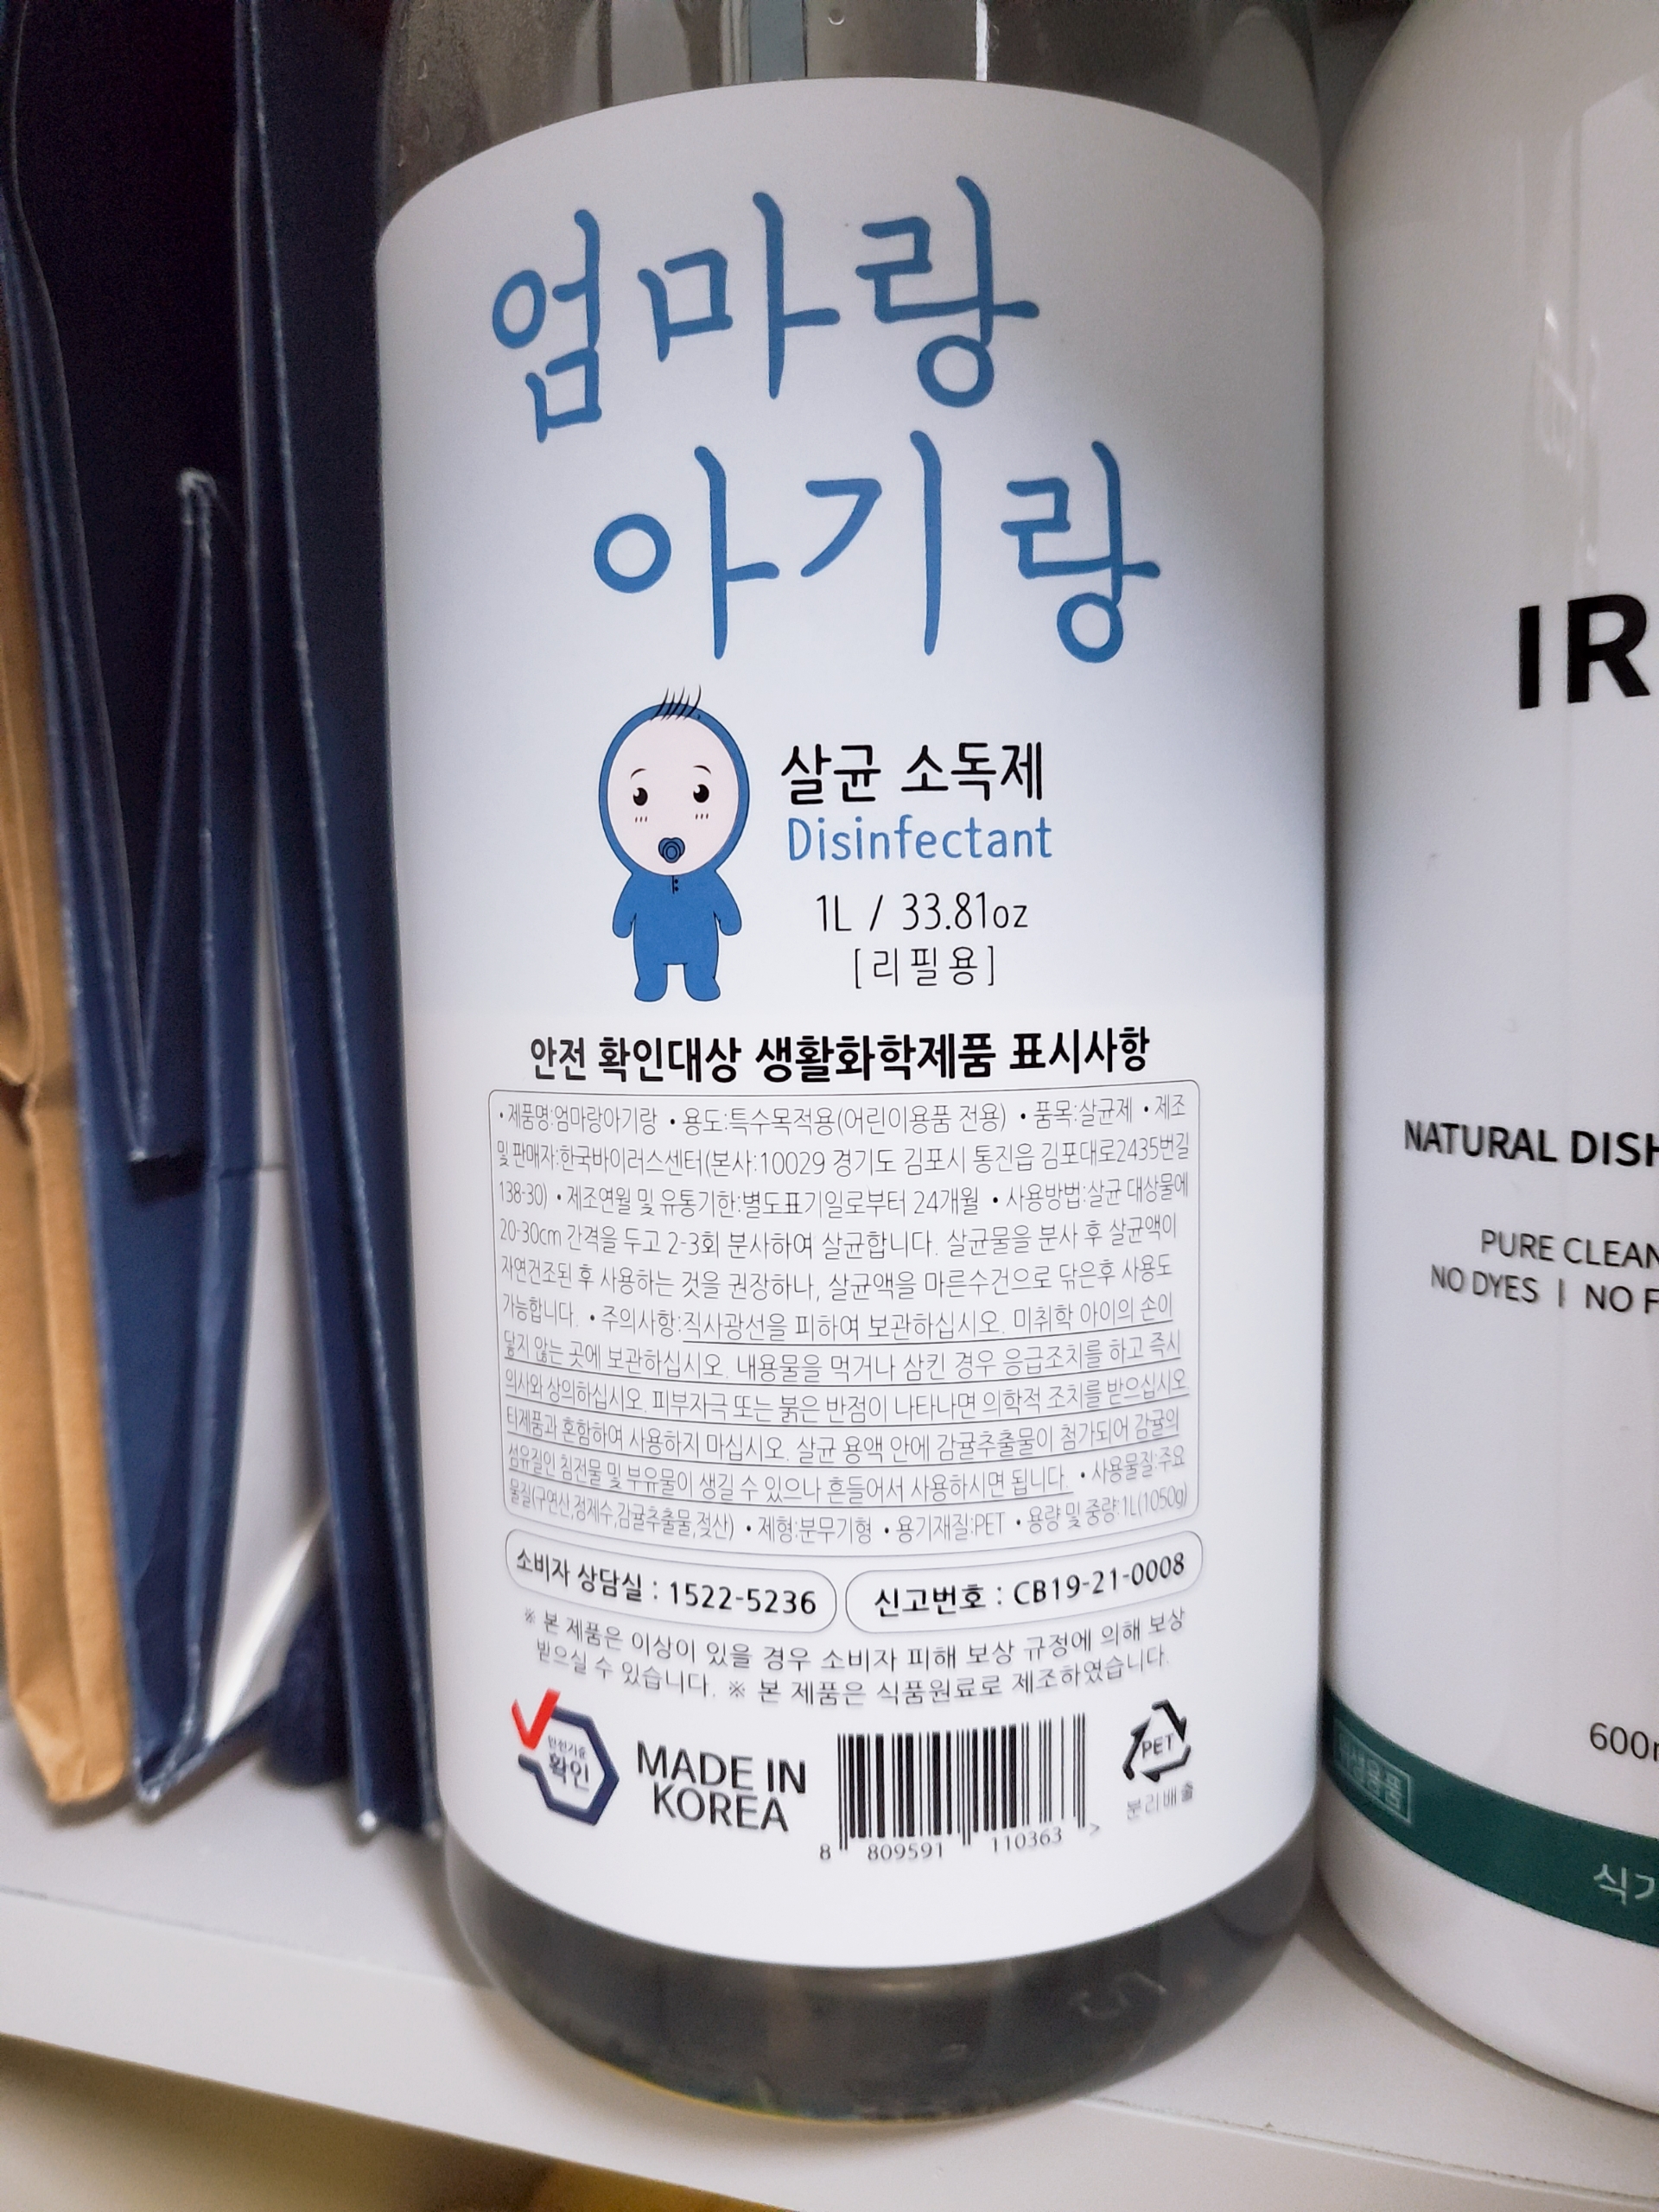 엄마랑
아기랑
살균 소독제
Disinfectant
1L / 33.81oz
[리필용]
안전 확인대상 생활화학제품 표시사항
•제품명:엄마랑아기랑 •용도:특수목적용(어린이용품 전용) •품목:살균제 •제조
및 판매자:한국바이러스센터(본사:10029 경기도 김포시 통진읍 김포대로2435번길
138-30) •제조연월 및 유통기한:별도표기일로부터 24개월 •사용방법:살균 대상물에
20-30cm 간격을 두고 2-3회 분사하여 살균합니다. 살균물을 분사 후 살균액이
자연건조된 후 사용하는 것을 권장하나, 살균액을 마른수건으로 닦은후 사용도
가능합니다. •주의사항:직사광선을 피하여 보관하십시오. 미취학 아이의 손이
닿지 않는 곳에 보관하십시오. 내용물을 먹거나 삼킨 경우 응급조치를 하고 즉시
의사와 상의하십시오. 피부자극 또는 붉은 반점이 나타나면 의학적 조치를 받으십시오
타제품과 혼합하여 사용하지 마십시오. 살균 용액 안에 감귤추출물이 첨가되어 감귤의
섬유질인 침전물 및 부유물이 생길 수 있으나 흔들어서 사용하시면 됩니다. •사용물질:주요
물질(구연산,정제수,감귤추출물,젖산) •제형:분무기형 •용기재질:PET •용량 및 중량:1L(1050g)
소비자 상담실 : 1522-5236
신고번호 : CB19-21-0008
※ 본 제품은 이상이 있을 경우 소비자 피해 보상 규정에 의해 보상
받으실 수 있습니다. ※ 본 제품은 식품원료로 제조하였습니다.
안전기준
확인
MADE IN
KOREA
8 809591 110363 >
PET
분리배출
IR
NATURAL DISH
PURE CLEAN
NO DYES | NO F
600m
위생용품
식기